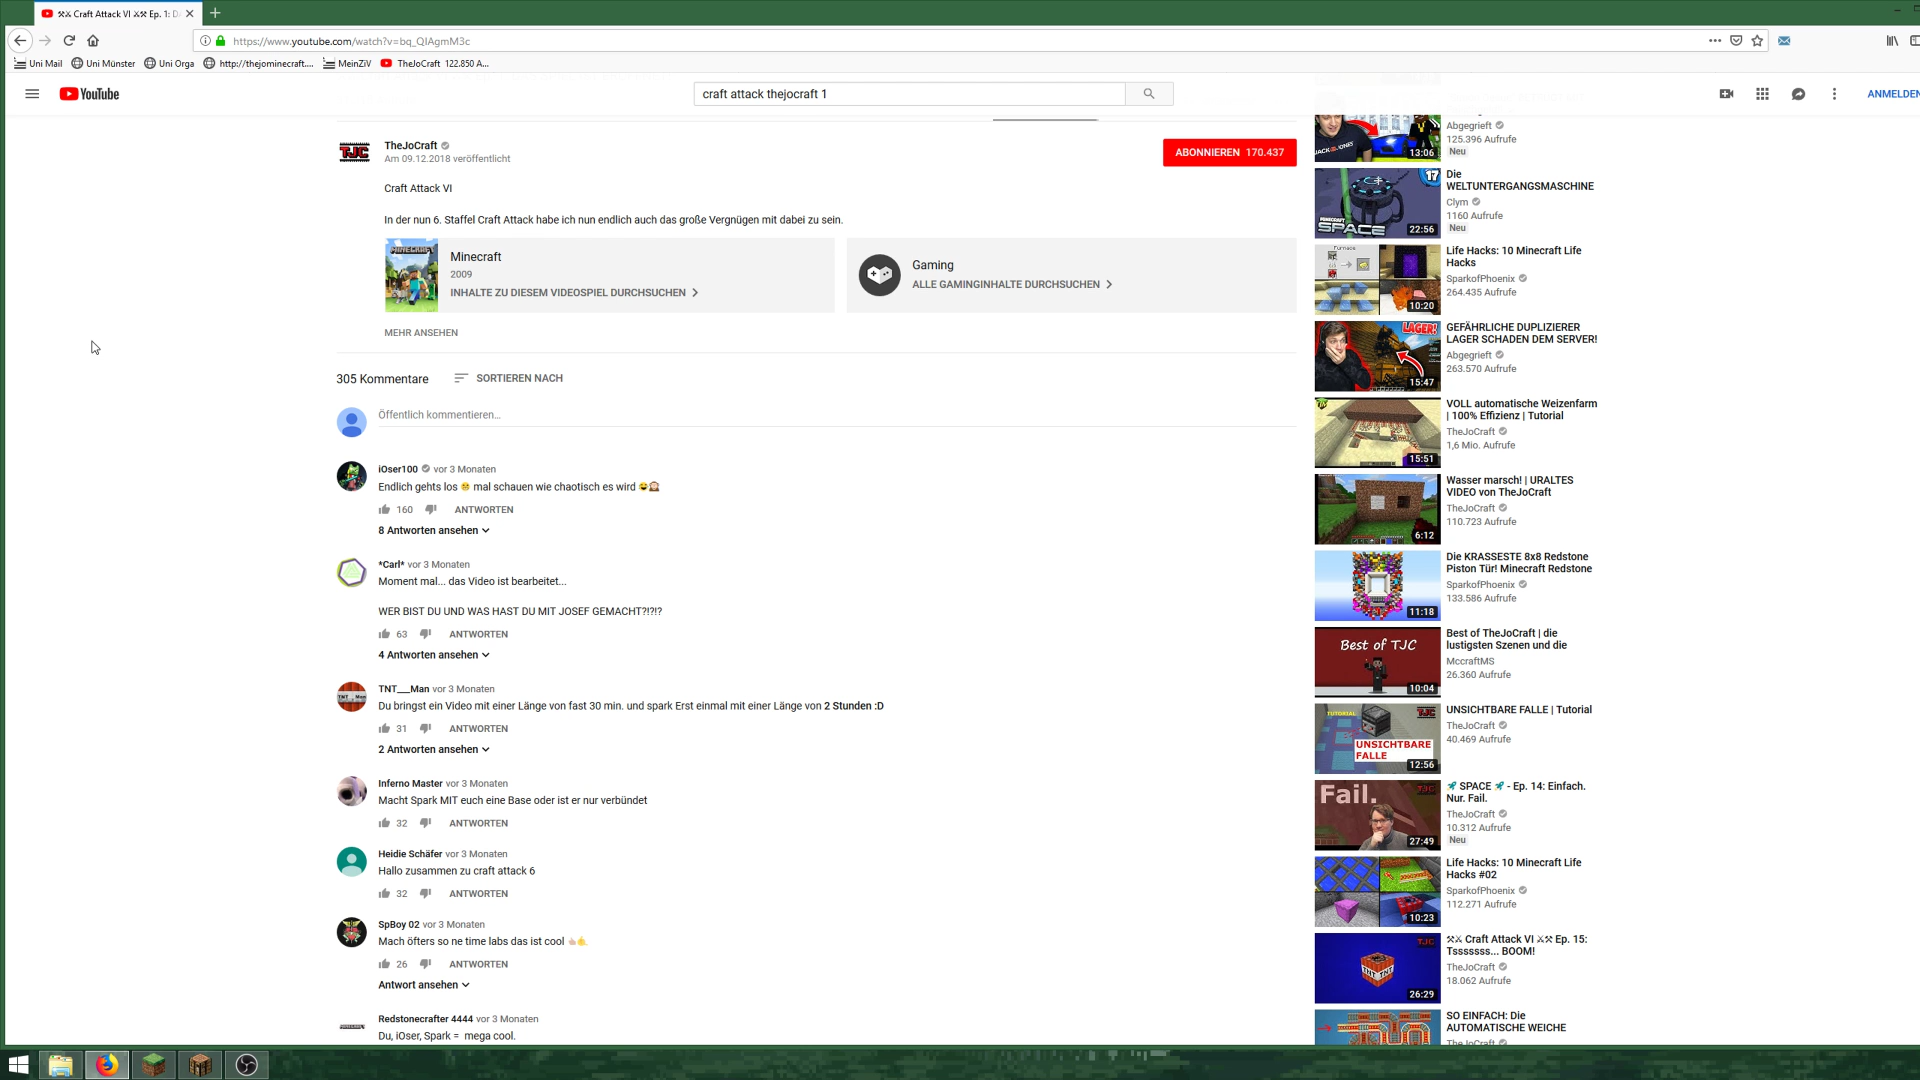 ⚒⚔ Craft Attack VI ⚔⚒ Ep. 1: D
https://www.youtube.com/watch?v=bq_QIAgmM3c
Uni Mail
Uni Münster
Uni Orga
http://thejominecraft....
MeinZiV
TheJoCraft 122.850 A...
YouTube
craft attack thejocraft 1
ANMELDEN
TJC
TheJoCraft
Am 09.12.2018 veröffentlicht
ABONNIEREN 170.437
Craft Attack VI
In der nun 6. Staffel Craft Attack habe ich nun endlich auch das große Vergnügen mit dabei zu sein.
MINECRAFT
Minecraft
2009
INHALTE ZU DIESEM VIDEOSPIEL DURCHSUCHEN
Gaming
ALLE GAMINGINHALTE DURCHSUCHEN
MEHR ANSEHEN
305 Kommentare
SORTIEREN NACH
Öffentlich kommentieren...
iOser100 vor 3 Monaten
Endlich gehts los 😁 mal schauen wie chaotisch es wird
160 ANTWORTEN
8 Antworten ansehen
*Carl* vor 3 Monaten
Moment mal... das Video ist bearbeitet...
WER BIST DU UND WAS HAST DU MIT JOSEF GEMACHT?!?!?
63 ANTWORTEN
4 Antworten ansehen
TNT___Man vor 3 Monaten
Du bringst ein Video mit einer Länge von fast 30 min. und spark Erst einmal mit einer Länge von 2 Stunden :D
31 ANTWORTEN
2 Antworten ansehen
Inferno Master vor 3 Monaten
Macht Spark MIT euch eine Base oder ist er nur verbündet
32 ANTWORTEN
Heidie Schäfer vor 3 Monaten
Hallo zusammen zu craft attack 6
32 ANTWORTEN
SpBoy 02 vor 3 Monaten
Mach öfters so ne time labs das ist cool
26 ANTWORTEN
Antwort ansehen
Redstonecrafter 4444 vor 3 Monaten
Du, iOser, Spark = mega cool.
JACK & JONES
13:06
Abgegrieft
125.396 Aufrufe
Neu
17
MINECRAFT
SPACE
22:56
Die
WELTUNTERGANGSMASCHINE
Clym
1160 Aufrufe
Neu
Furnace
10:20
Life Hacks: 10 Minecraft Life
Hacks
SparkofPhoenix
264.435 Aufrufe
LAGER!
15:47
GEFÄHRLICHE DUPLIZIERER
LAGER SCHADEN DEM SERVER!
Abgegrieft
263.570 Aufrufe
15:51
VOLL automatische Weizenfarm
| 100% Effizienz | Tutorial
TheJoCraft
1,6 Mio. Aufrufe
6:12
Wasser marsch! | URALTES
VIDEO von TheJoCraft
TheJoCraft
110.723 Aufrufe
11:18
Die KRASSESTE 8x8 Redstone
Piston Tür! Minecraft Redstone
SparkofPhoenix
133.586 Aufrufe
Best of TJC
10:04
Best of TheJoCraft | die
lustigsten Szenen und die
MccraftMS
26.360 Aufrufe
TUTORIAL
TJC
UNSICHTBARE
FALLE
12:56
UNSICHTBARE FALLE | Tutorial
TheJoCraft
40.469 Aufrufe
Fail.
TJC
27:49
🚀 SPACE 🚀 - Ep. 14: Einfach.
Nur. Fail.
TheJoCraft
10.312 Aufrufe
Neu
10:23
Life Hacks: 10 Minecraft Life
Hacks #02
SparkofPhoenix
112.271 Aufrufe
TJC
TNT TNT
26:29
⚒⚔ Craft Attack VI ⚔⚒ Ep. 15:
Tsssssss... BOOM!
TheJoCraft
18.062 Aufrufe
SO EINFACH: Die
AUTOMATISCHE WEICHE
TheJoCraft